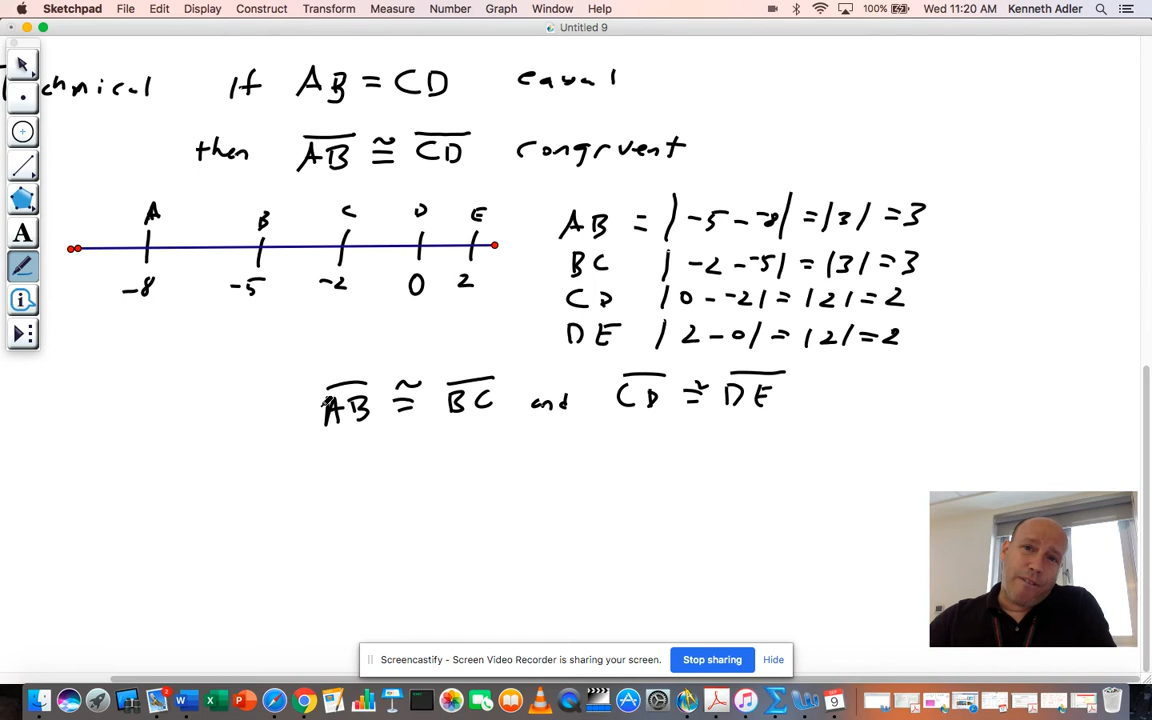 Sketchpad File Edit Display Construct Transform Measure Number Graph Window Help 100% Wed 11:20 AM Kenneth Adler
Untitled 9
Technical If AB = CD equal
then AB ≅ CD congruent
A B C D E
-8 -5 -2 0 2
AB = |-5 - -8| = |3| = 3
BC |-2 - -5| = |3| = 3
CD |0 - -2| = |2| = 2
DE |2 - 0| = |2| = 2
AB ≅ BC and CD ≅ DE
A
Screencastify - Screen Video Recorder is sharing your screen. Stop sharing Hide